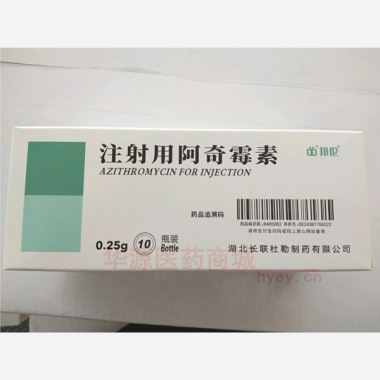 邦伲
注射用阿奇霉素
AZITHROMYCIN FOR INJECTION
药品追溯码
0.25g
10
瓶装
Bottle
湖北长联杜勒制药有限公司
华源医药商城
hyey.cn